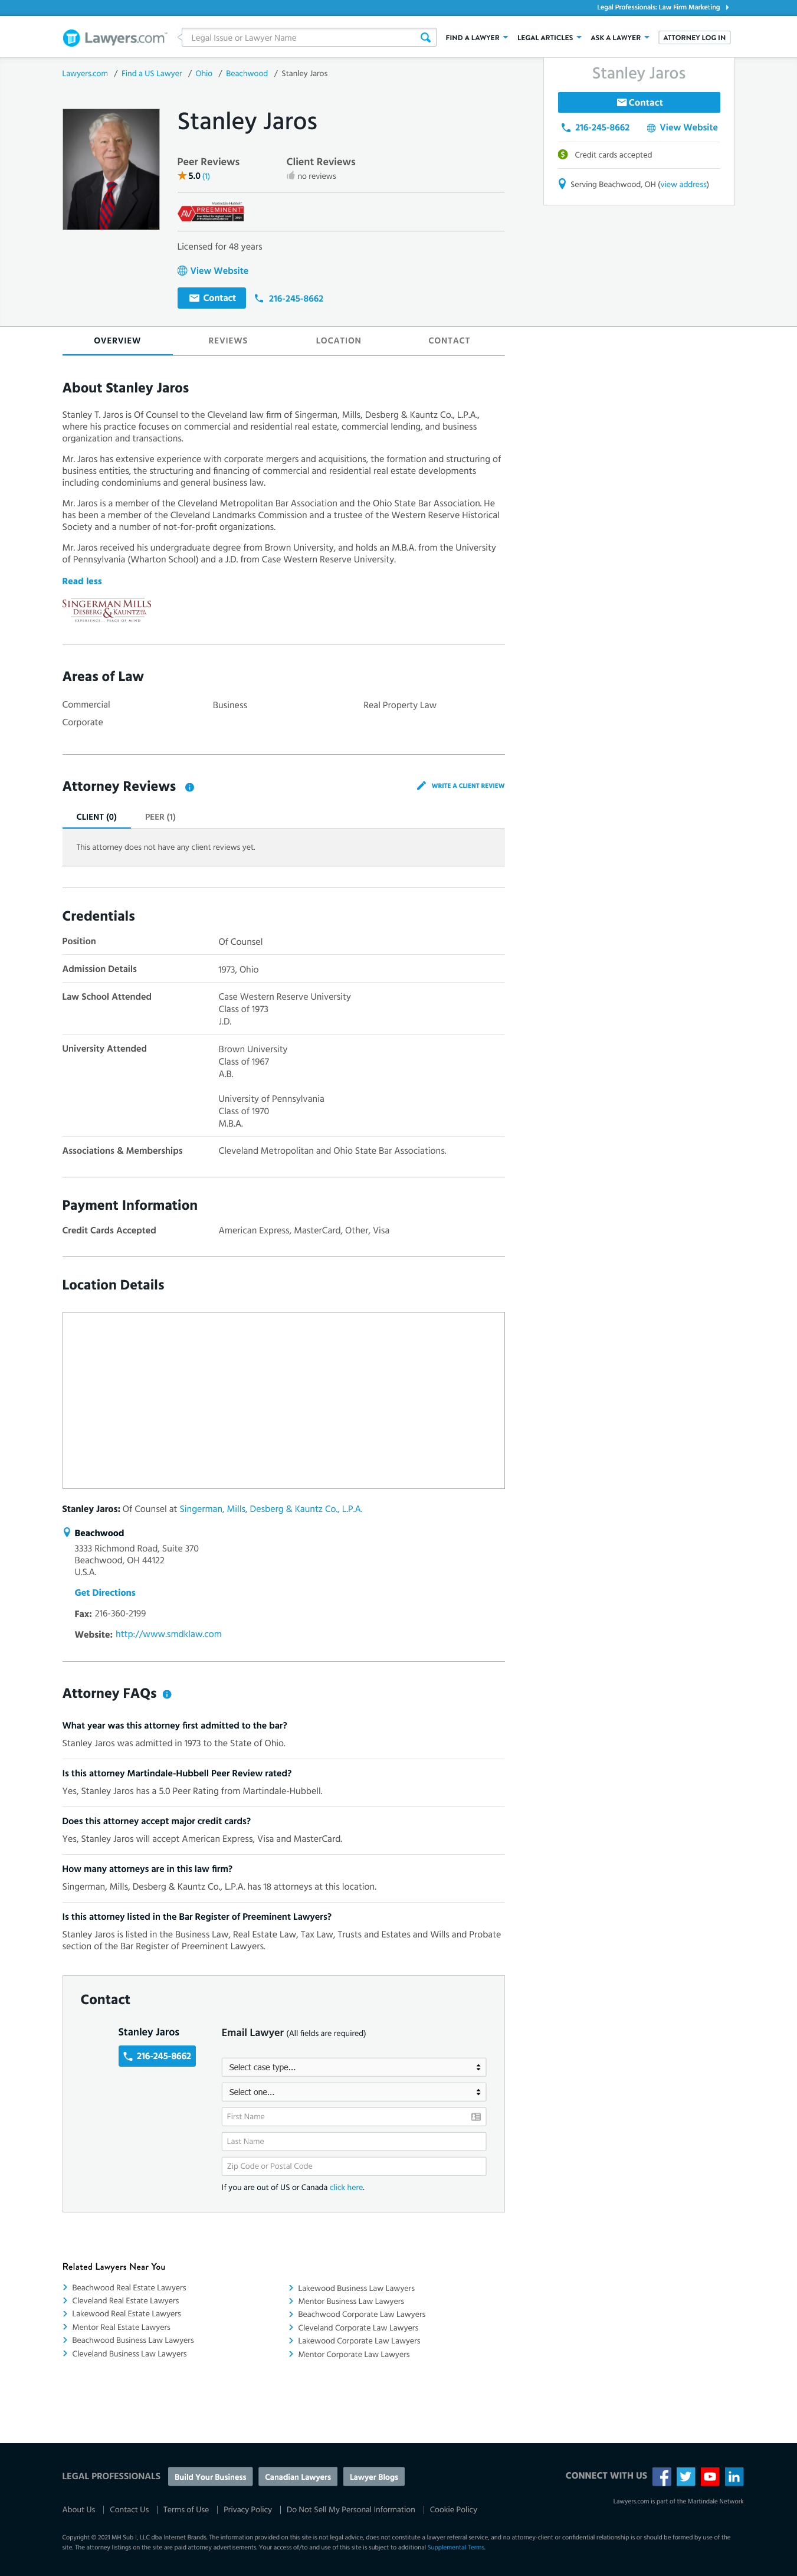 Legal Professionals: Law Firm Marketing
Lawyers.com
Legal Issue or Lawyer Name
FIND A LAWYER
LEGAL ARTICLES
ASK A LAWYER
ATTORNEY LOG IN
Lawyers.com / Find a US Lawyer / Ohio / Beachwood / Stanley Jaros
Stanley Jaros
Contact
216-245-8662
View Website
Credit cards accepted
Serving Beachwood, OH (view address)
Stanley Jaros
Peer Reviews
5.0 (1)
Client Reviews
no reviews
AV PREEMINENT
Licensed for 48 years
View Website
Contact
216-245-8662
OVERVIEW
REVIEWS
LOCATION
CONTACT
About Stanley Jaros
Stanley T. Jaros is Of Counsel to the Cleveland law firm of Singerman, Mills, Desberg & Kauntz Co., L.P.A.,
where his practice focuses on commercial and residential real estate, commercial lending, and business
organization and transactions.
Mr. Jaros has extensive experience with corporate mergers and acquisitions, the formation and structuring of
business entities, the structuring and financing of commercial and residential real estate developments
including condominiums and general business law.
Mr. Jaros is a member of the Cleveland Metropolitan Bar Association and the Ohio State Bar Association. He
has been a member of the Cleveland Landmarks Commission and a trustee of the Western Reserve Historical
Society and a number of not-for-profit organizations.
Mr. Jaros received his undergraduate degree from Brown University, and holds an M.B.A. from the University
of Pennsylvania (Wharton School) and a J.D. from Case Western Reserve University.
Read less
SINGERMAN MILLS
DESBERG & KAUNTZ
EXPERIENCE... PEACE OF MIND
Areas of Law
Commercial
Business
Real Property Law
Corporate
Attorney Reviews
WRITE A CLIENT REVIEW
CLIENT (0)
PEER (1)
This attorney does not have any client reviews yet.
Credentials
Position
Of Counsel
Admission Details
1973, Ohio
Law School Attended
Case Western Reserve University
Class of 1973
J.D.
University Attended
Brown University
Class of 1967
A.B.
University of Pennsylvania
Class of 1970
M.B.A.
Associations & Memberships
Cleveland Metropolitan and Ohio State Bar Associations.
Payment Information
Credit Cards Accepted
American Express, MasterCard, Other, Visa
Location Details
Stanley Jaros: Of Counsel at Singerman, Mills, Desberg & Kauntz Co., L.P.A.
Beachwood
3333 Richmond Road, Suite 370
Beachwood, OH 44122
U.S.A.
Get Directions
Fax: 216-360-2199
Website: http://www.smdklaw.com
Attorney FAQs
What year was this attorney first admitted to the bar?
Stanley Jaros was admitted in 1973 to the State of Ohio.
Is this attorney Martindale-Hubbell Peer Review rated?
Yes, Stanley Jaros has a 5.0 Peer Rating from Martindale-Hubbell.
Does this attorney accept major credit cards?
Yes, Stanley Jaros will accept American Express, Visa and MasterCard.
How many attorneys are in this law firm?
Singerman, Mills, Desberg & Kauntz Co., L.P.A. has 18 attorneys at this location.
Is this attorney listed in the Bar Register of Preeminent Lawyers?
Stanley Jaros is listed in the Business Law, Real Estate Law, Tax Law, Trusts and Estates and Wills and Probate
section of the Bar Register of Preeminent Lawyers.
Contact
Stanley Jaros
216-245-8662
Email Lawyer (All fields are required)
Select case type...
Select one...
First Name
Last Name
Zip Code or Postal Code
If you are out of US or Canada click here.
Related Lawyers Near You
Beachwood Real Estate Lawyers
Cleveland Real Estate Lawyers
Lakewood Real Estate Lawyers
Mentor Real Estate Lawyers
Beachwood Business Law Lawyers
Cleveland Business Law Lawyers
Lakewood Business Law Lawyers
Mentor Business Law Lawyers
Beachwood Corporate Law Lawyers
Cleveland Corporate Law Lawyers
Lakewood Corporate Law Lawyers
Mentor Corporate Law Lawyers
LEGAL PROFESSIONALS
Build Your Business
Canadian Lawyers
Lawyer Blogs
CONNECT WITH US
Lawyers.com is part of the Martindale Network
About Us | Contact Us | Terms of Use | Privacy Policy | Do Not Sell My Personal Information | Cookie Policy
Copyright © 2021 MH Sub I, LLC dba Internet Brands. The information provided on this site is not legal advice, does not constitute a lawyer referral service, and no attorney-client or confidential relationship is or should be formed by use of the
site. The attorney listings on the site are paid attorney advertisements. Your access of/to and use of this site is subject to additional Supplemental Terms.